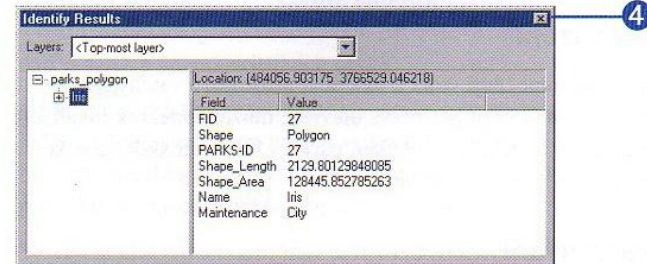 Identify Results
4
Layers: <Top-most layer>
parks_polygon
Iris
Location: (484056.903175 3766529.046218)
Field Value
FID 27
Shape Polygon
PARKS-ID 27
Shape_Length 2129.80129848085
Shape_Area 128445.852785263
Name Iris
Maintenance City